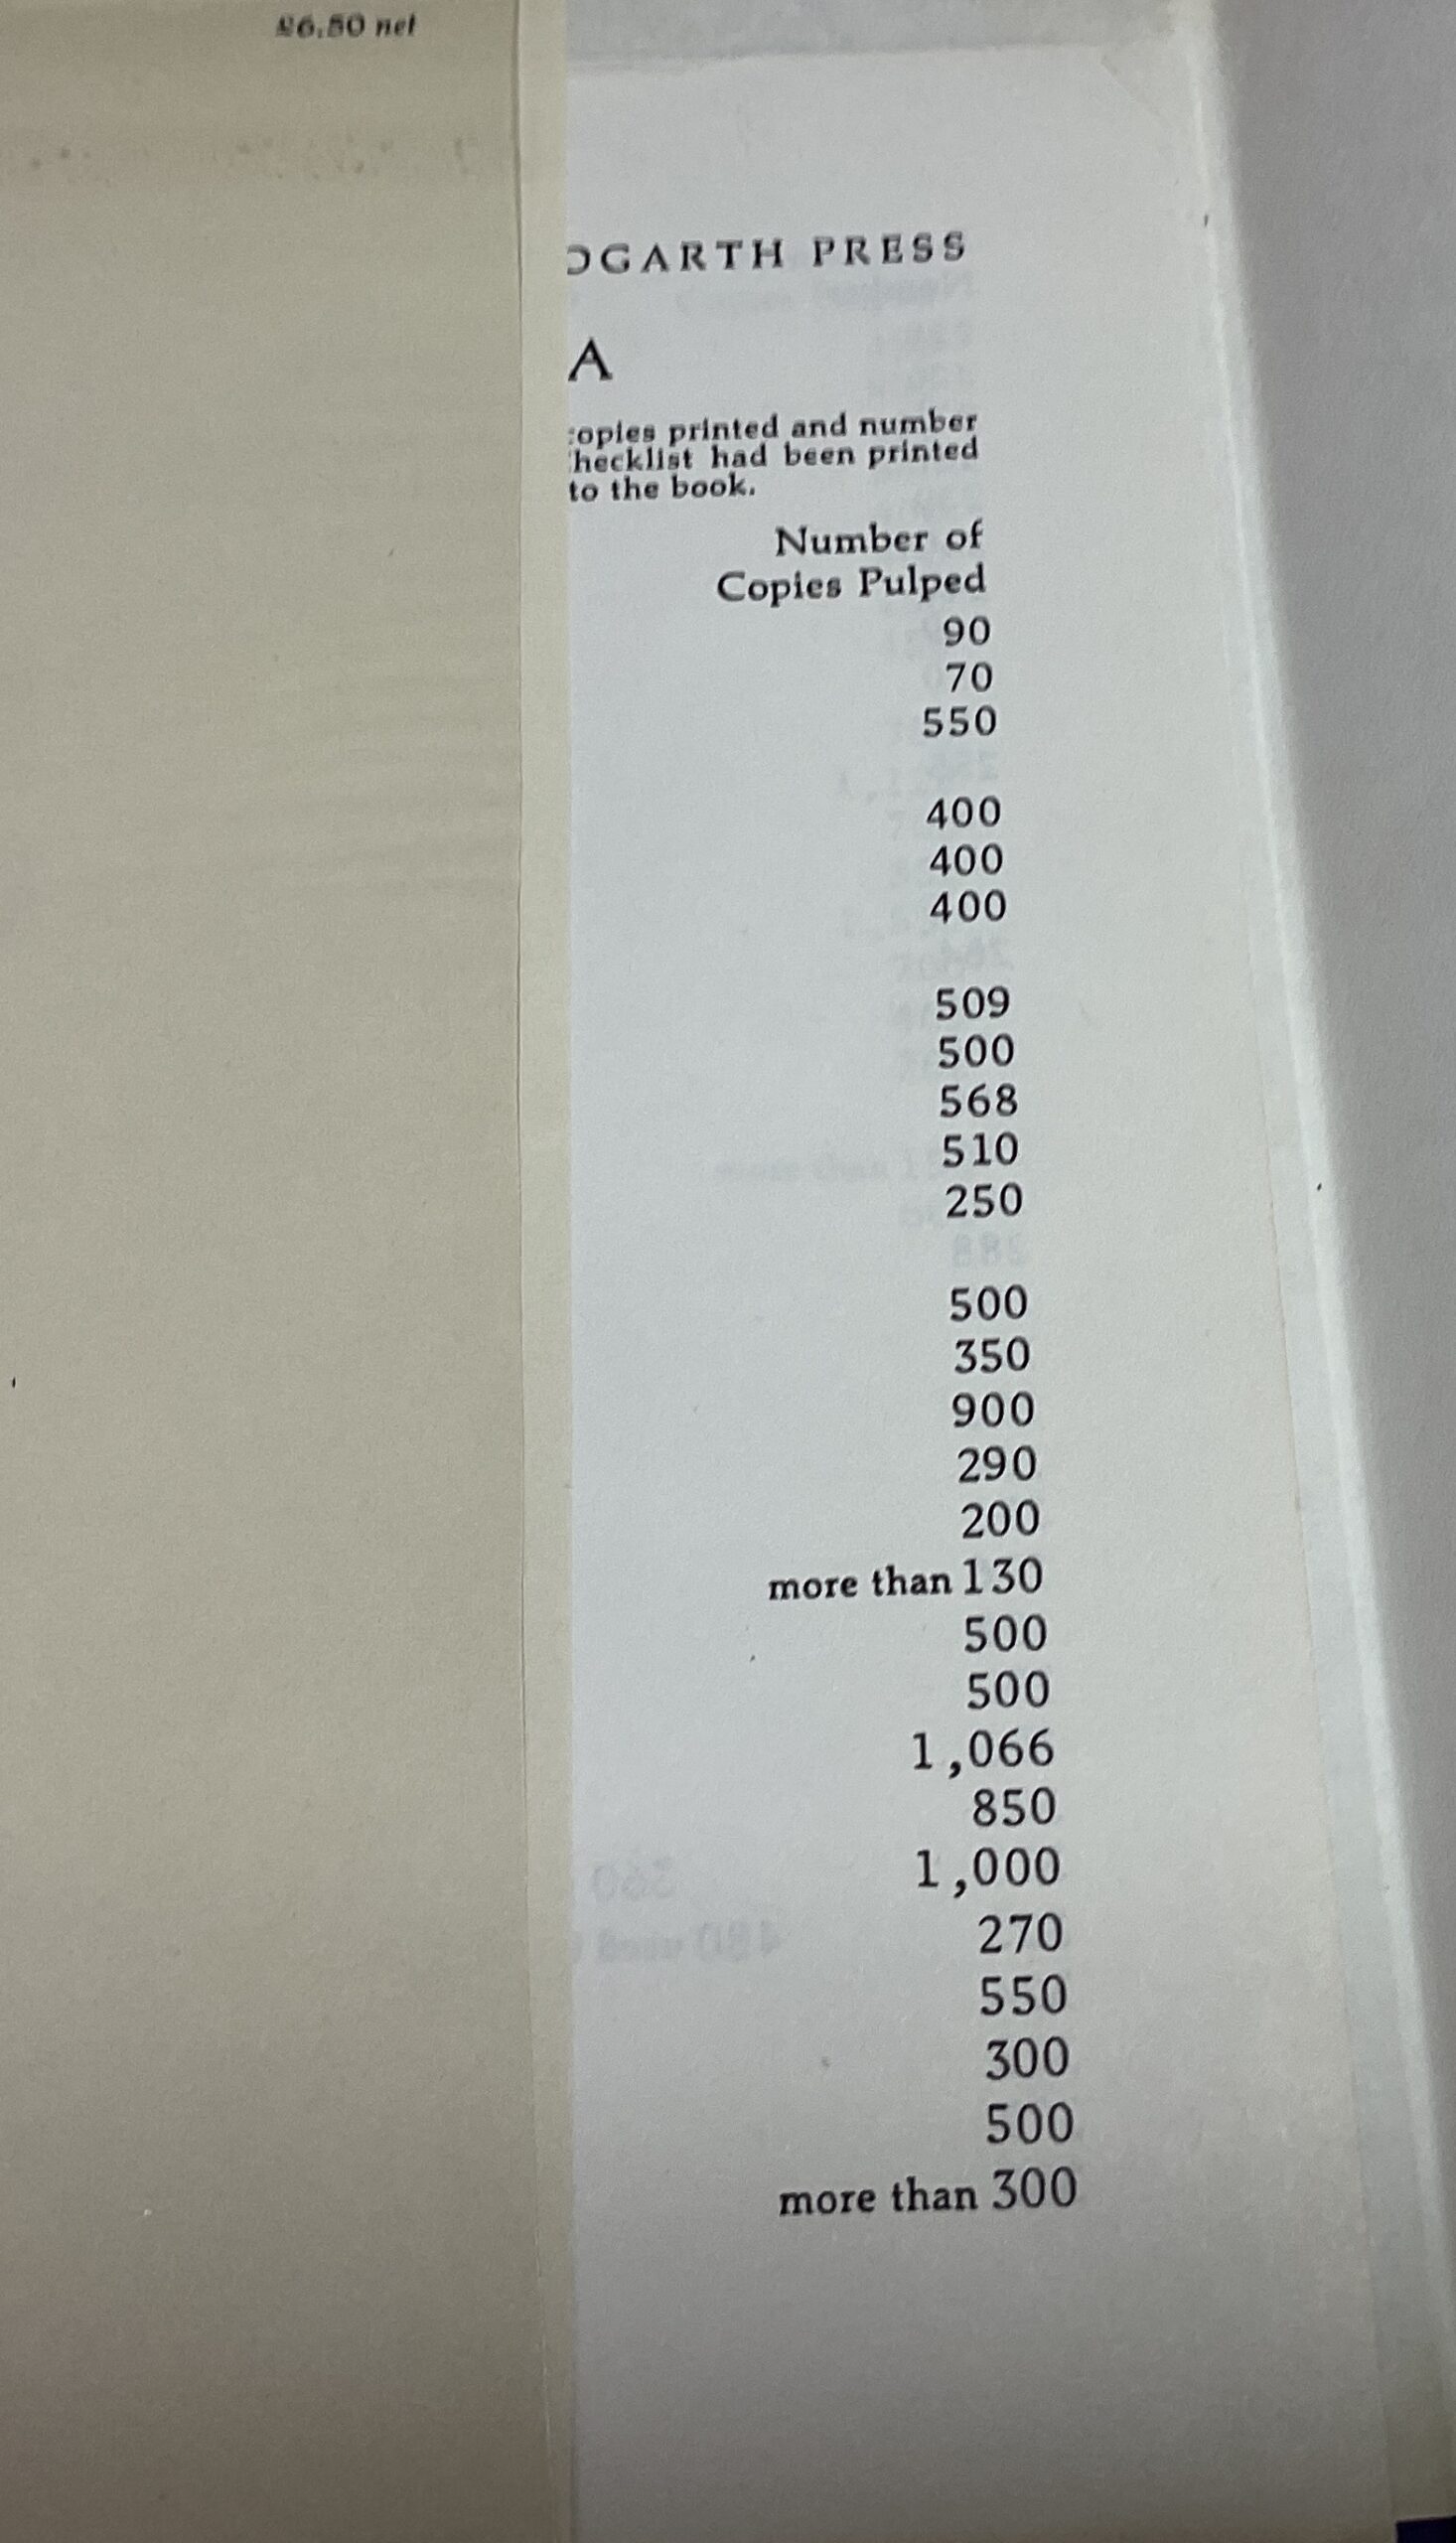 £6.50 net
OGARTH PRESS
A
opies printed and number
hecklist had been printed
to the book.
Number of
Copies Pulped
90
70
550
400
400
400
509
500
568
510
250
500
350
900
290
200
more than 130
500
500
1,066
850
1,000
270
550
300
500
more than 300